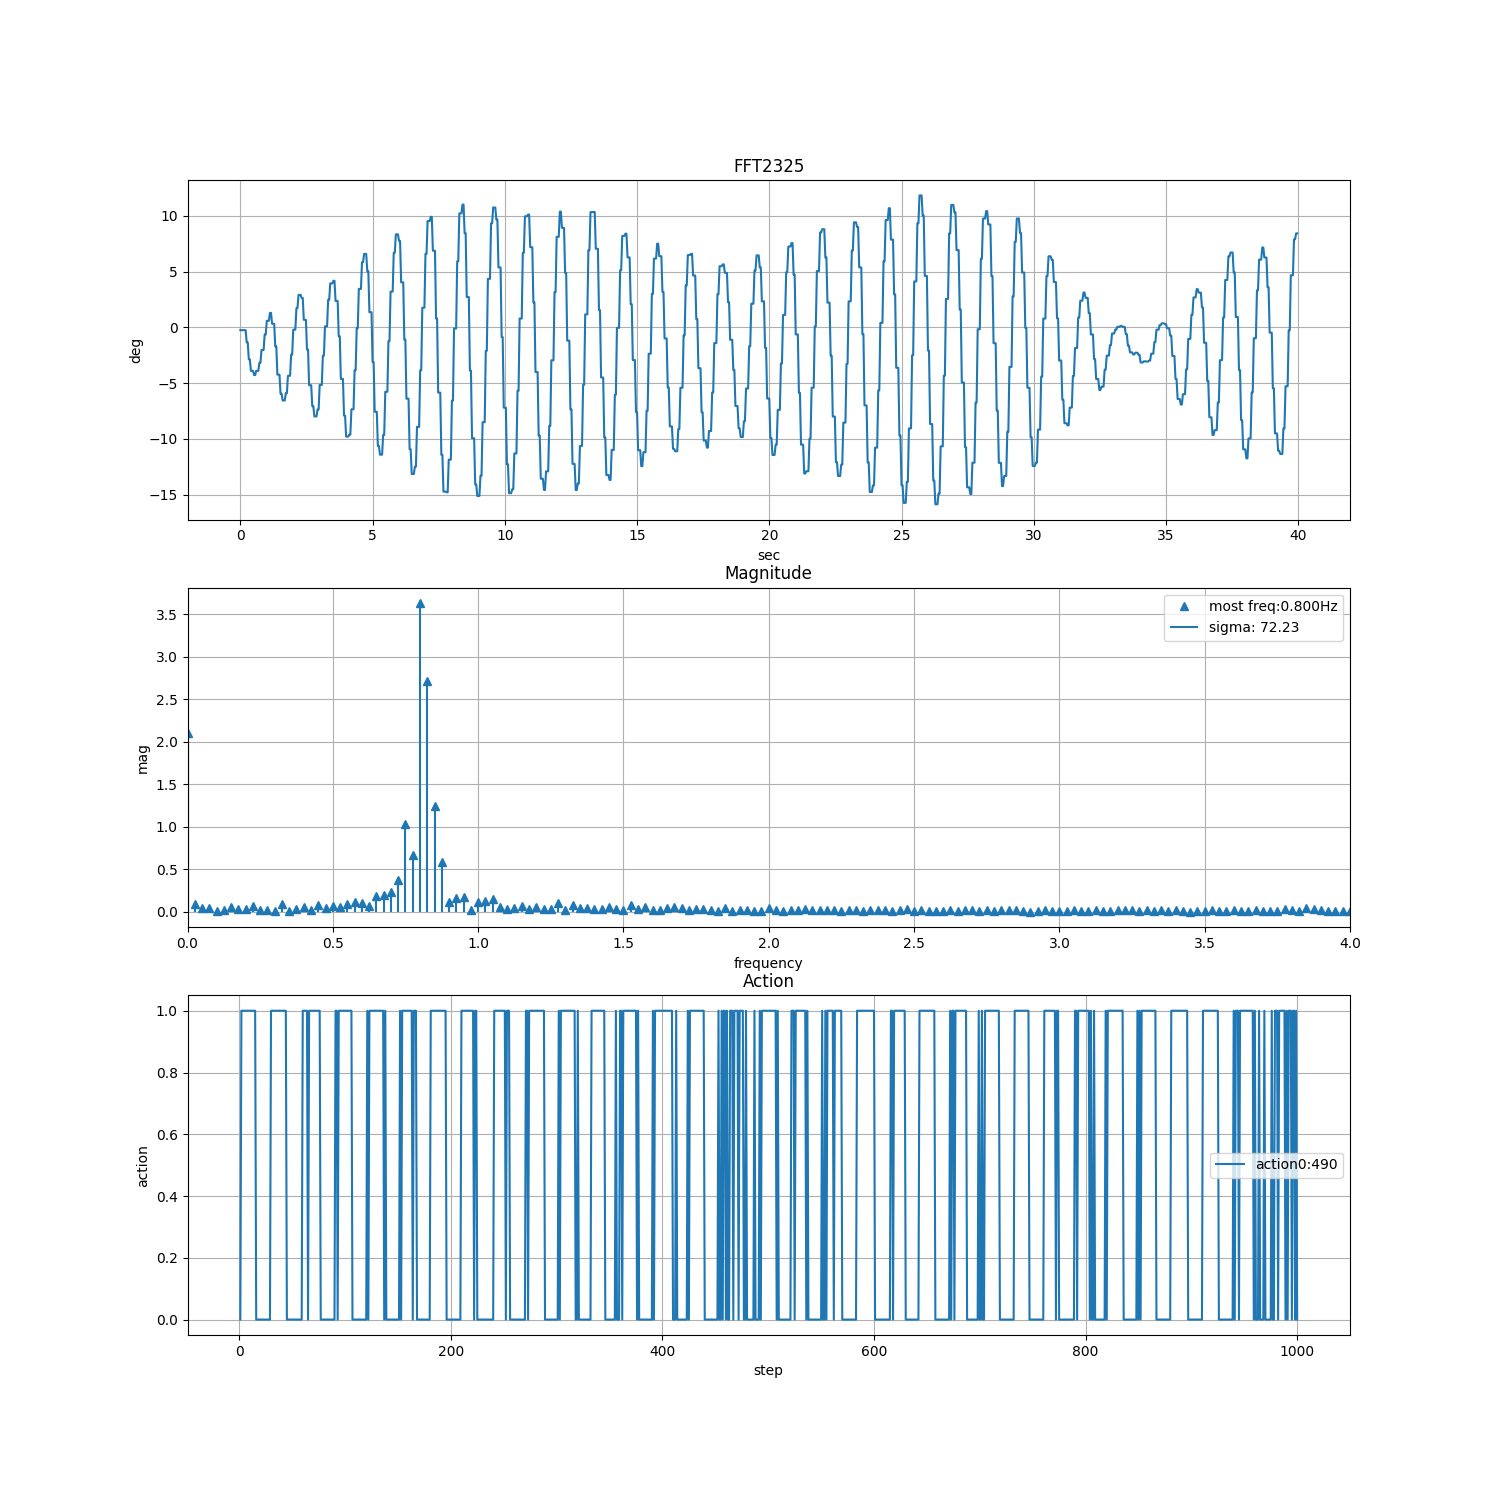 FFT2325
10
5
0
−5
−10
−15
deg
0 5 10 15 20 25 30 35 40
sec
Magnitude
most freq:0.800Hz
sigma: 72.23
3.5
3.0
2.5
2.0
1.5
1.0
0.5
0.0
mag
0.0 0.5 1.0 1.5 2.0 2.5 3.0 3.5 4.0
frequency
Action
1.0
0.8
0.6
0.4
0.2
0.0
action
action0:490
0 200 400 600 800 1000
step